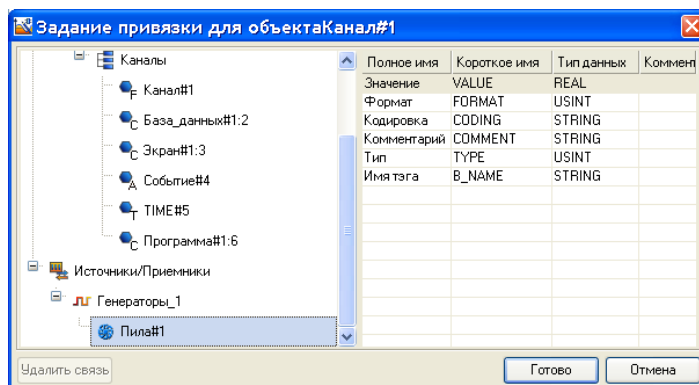 Задание привязки для объектаКанал#1
Каналы
Канал#1
База_данных#1:2
Экран#1:3
Событие#4
TIME#5
Программа#1:6
Источники/Приемники
Генераторы_1
Пила#1
Полное имя Короткое имя Тип данных Коммент
Значение VALUE REAL
Формат FORMAT USINT
Кодировка CODING STRING
Комментарий COMMENT STRING
Тип TYPE USINT
Имя тэга B_NAME STRING
Удалить связь Готово Отмена